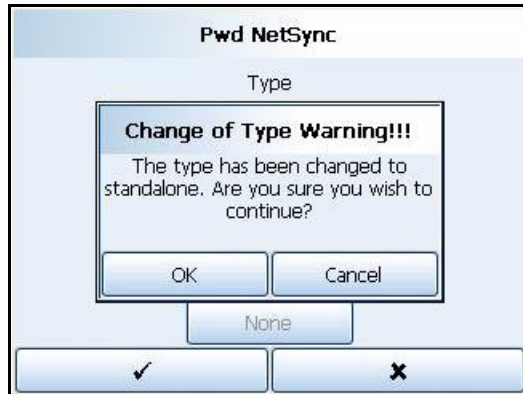 Pwd NetSync
Type
Change of Type Warning!!!
The type has been changed to
standalone. Are you sure you wish to
continue?
OK
Cancel
None